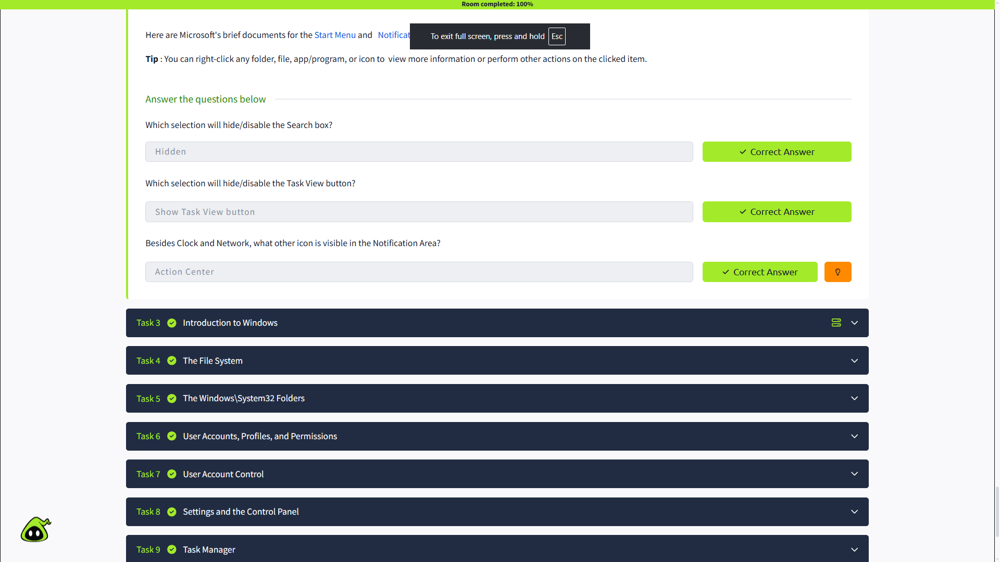 Room completed: 100%
Here are Microsoft's brief documents for the Start Menu and Notificat
To exit full screen, press and hold Esc
Tip : You can right-click any folder, file, app/program, or icon to view more information or perform other actions on the clicked item.
Answer the questions below
Which selection will hide/disable the Search box?
Hidden
Correct Answer
Which selection will hide/disable the Task View button?
Show Task View button
Correct Answer
Besides Clock and Network, what other icon is visible in the Notification Area?
Action Center
Correct Answer
Task 3 Introduction to Windows
Task 4 The File System
Task 5 The Windows\System32 Folders
Task 6 User Accounts, Profiles, and Permissions
Task 7 User Account Control
Task 8 Settings and the Control Panel
Task 9 Task Manager